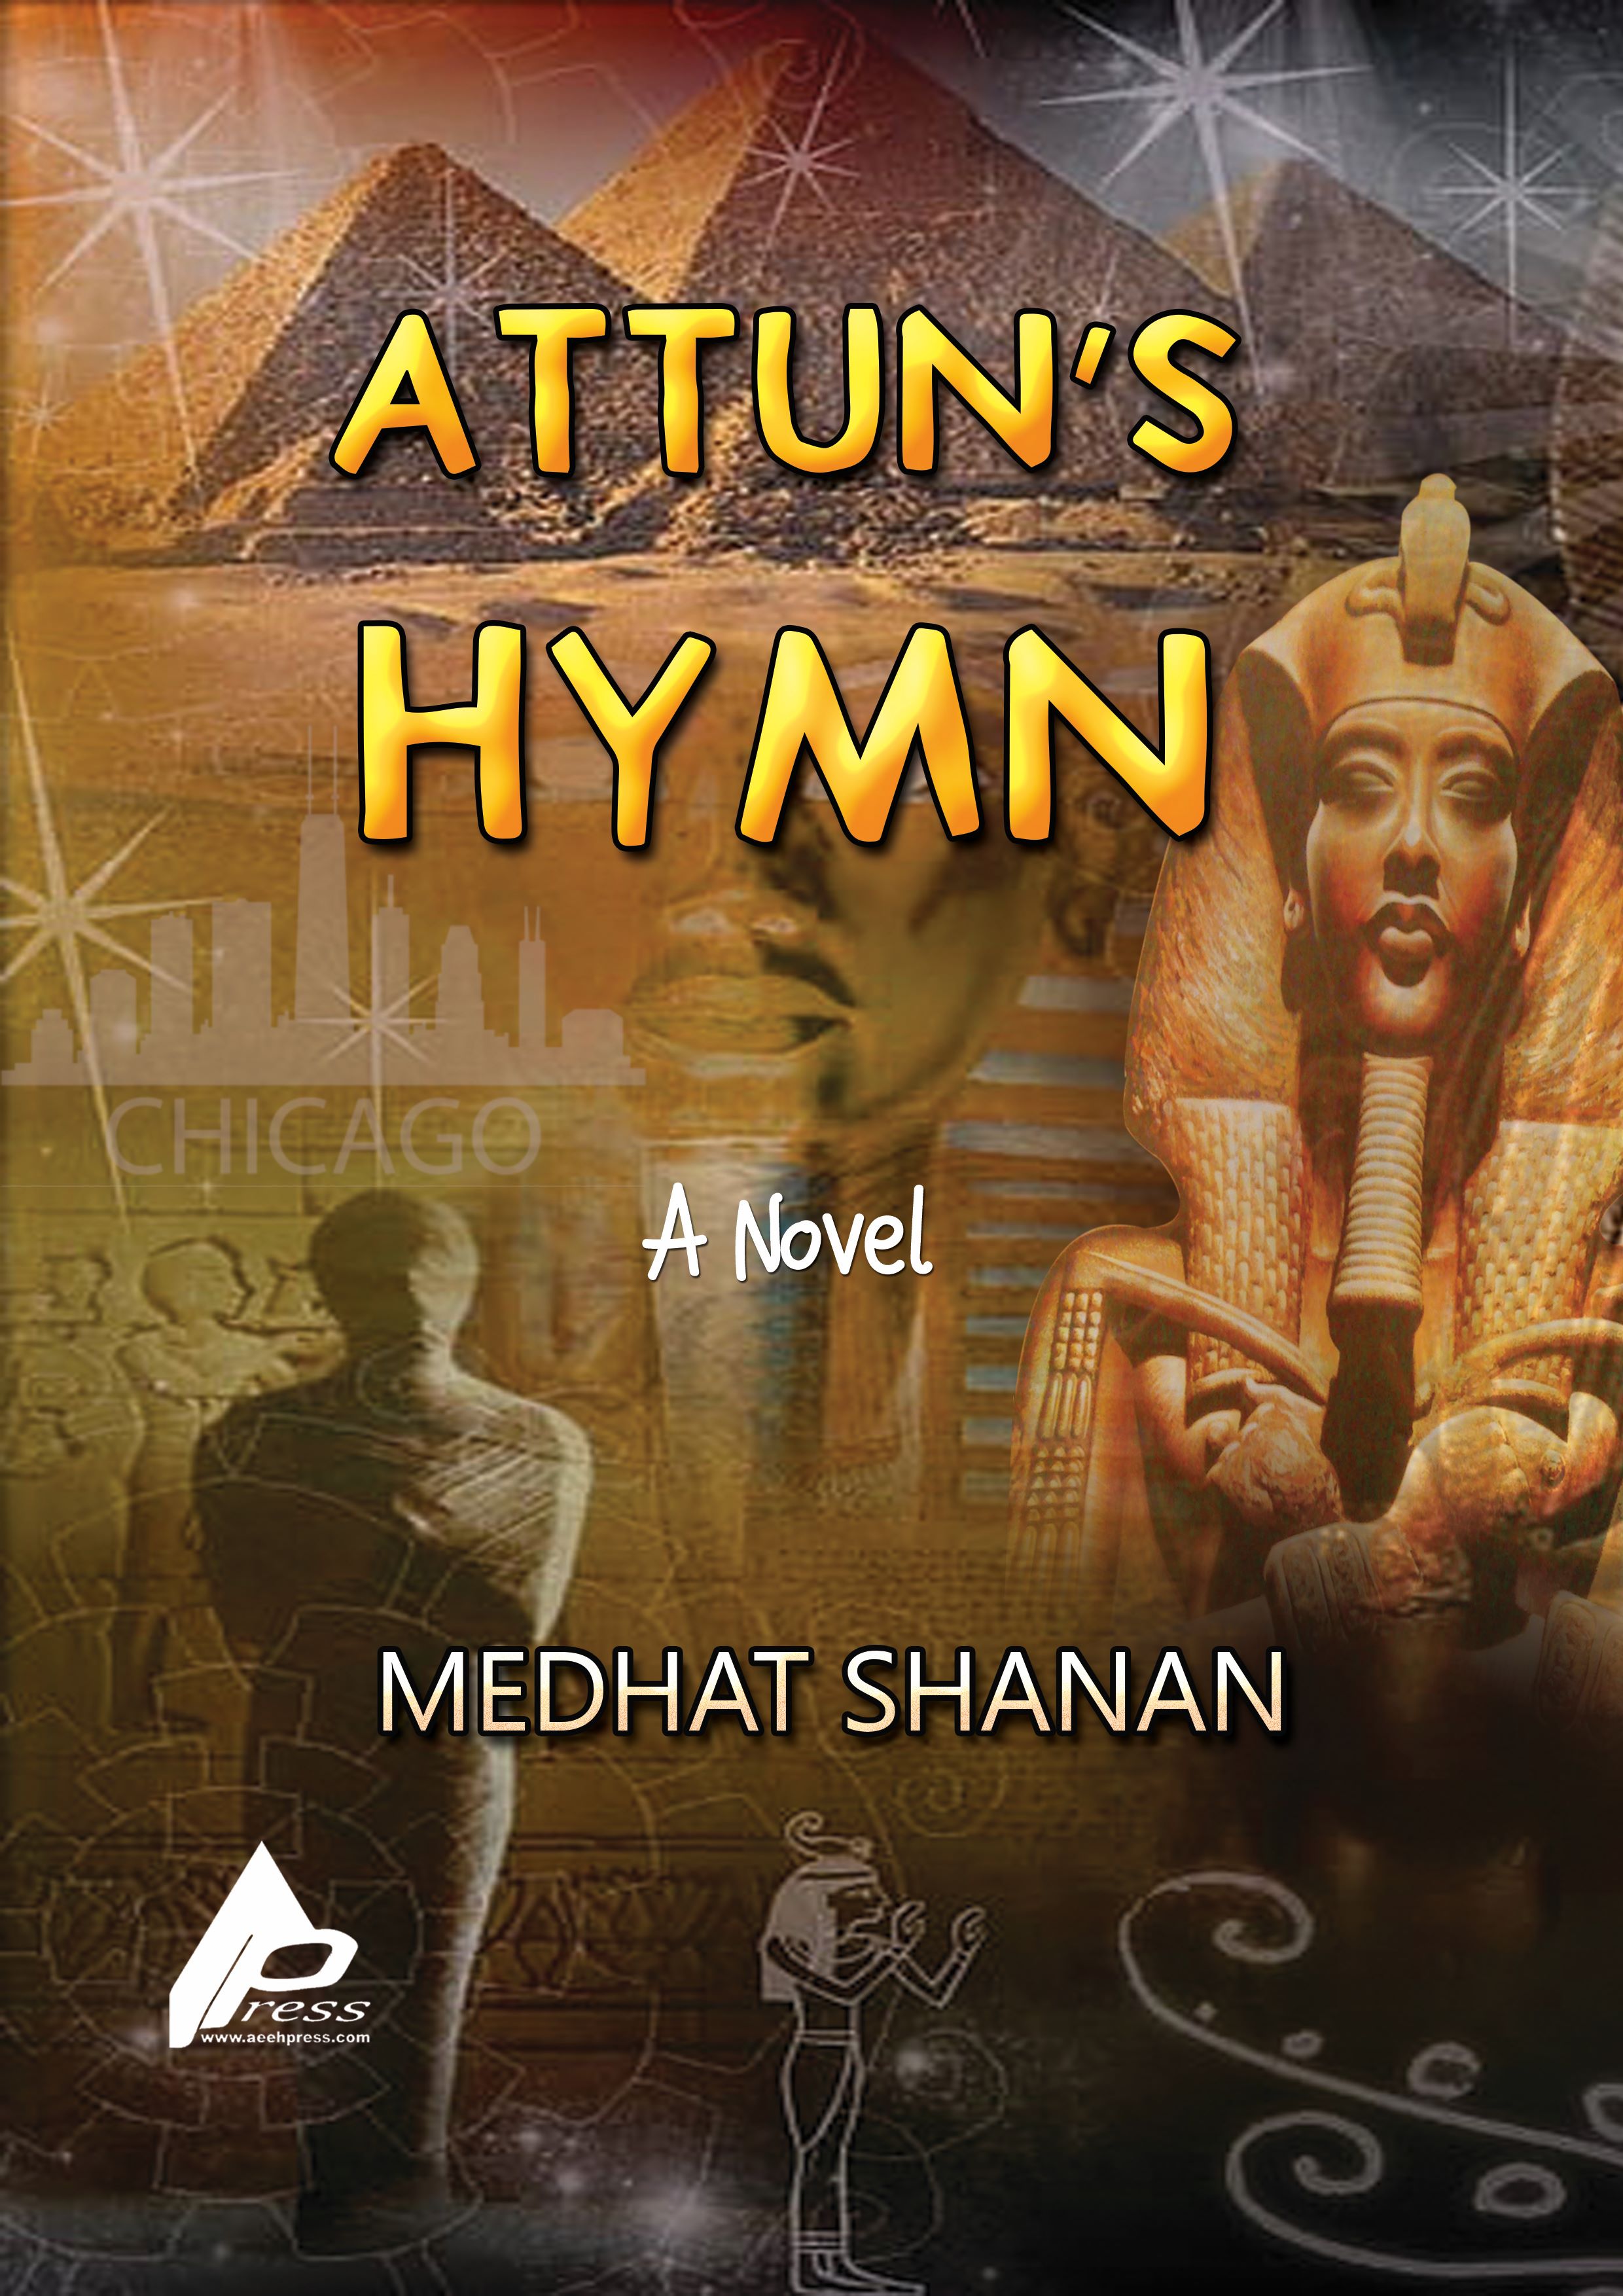 ATTUN'S
HYMN
CHICAGO
A Novel
MEDHAT SHANAN
Press
www.aeehpress.com